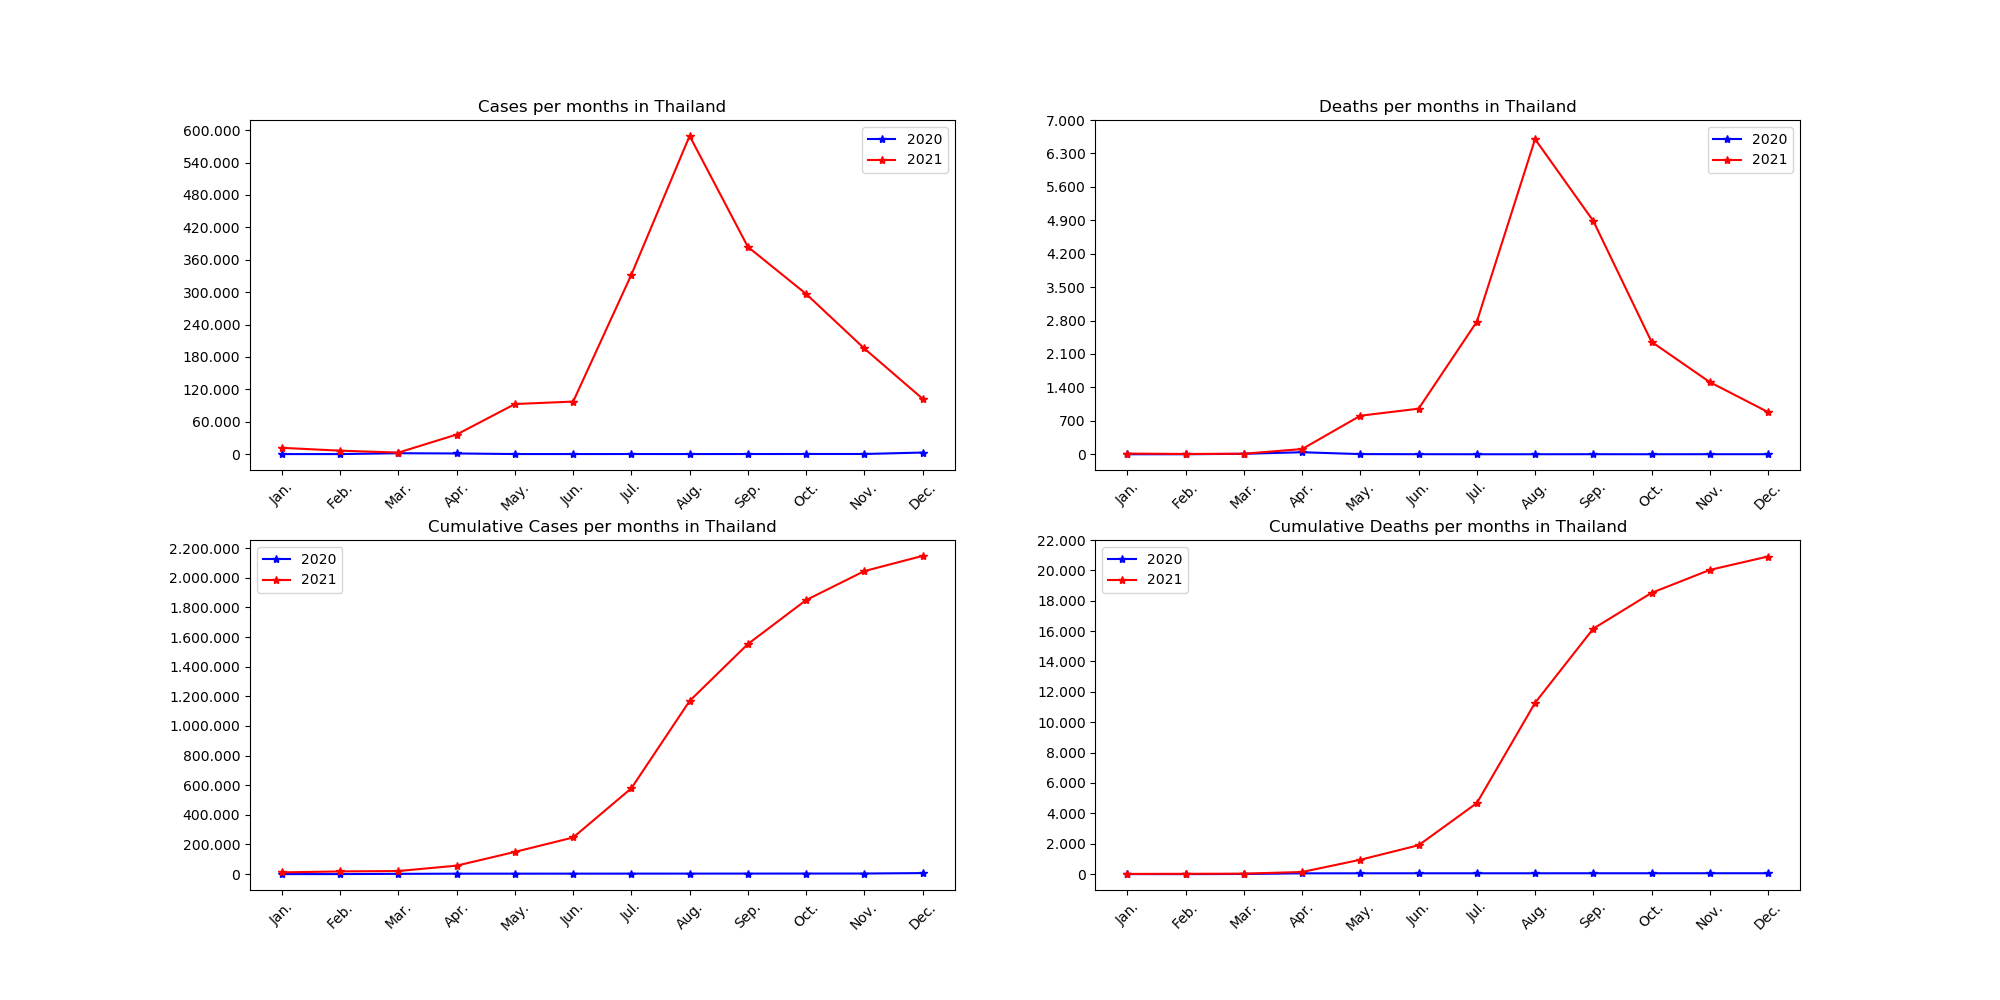 Cases per months in Thailand
600.000
540.000
480.000
420.000
360.000
300.000
240.000
180.000
120.000
60.000
0
2020
2021
Jan.
Feb.
Mar.
Apr.
May.
Jun.
Jul.
Aug.
Sep.
Oct.
Nov.
Dec.
Deaths per months in Thailand
7.000
6.300
5.600
4.900
4.200
3.500
2.800
2.100
1.400
700
0
2020
2021
Jan.
Feb.
Mar.
Apr.
May.
Jun.
Jul.
Aug.
Sep.
Oct.
Nov.
Dec.
Cumulative Cases per months in Thailand
2.200.000
2.000.000
1.800.000
1.600.000
1.400.000
1.200.000
1.000.000
800.000
600.000
400.000
200.000
0
2020
2021
Jan.
Feb.
Mar.
Apr.
May.
Jun.
Jul.
Aug.
Sep.
Oct.
Nov.
Dec.
Cumulative Deaths per months in Thailand
22.000
20.000
18.000
16.000
14.000
12.000
10.000
8.000
6.000
4.000
2.000
0
2020
2021
Jan.
Feb.
Mar.
Apr.
May.
Jun.
Jul.
Aug.
Sep.
Oct.
Nov.
Dec.